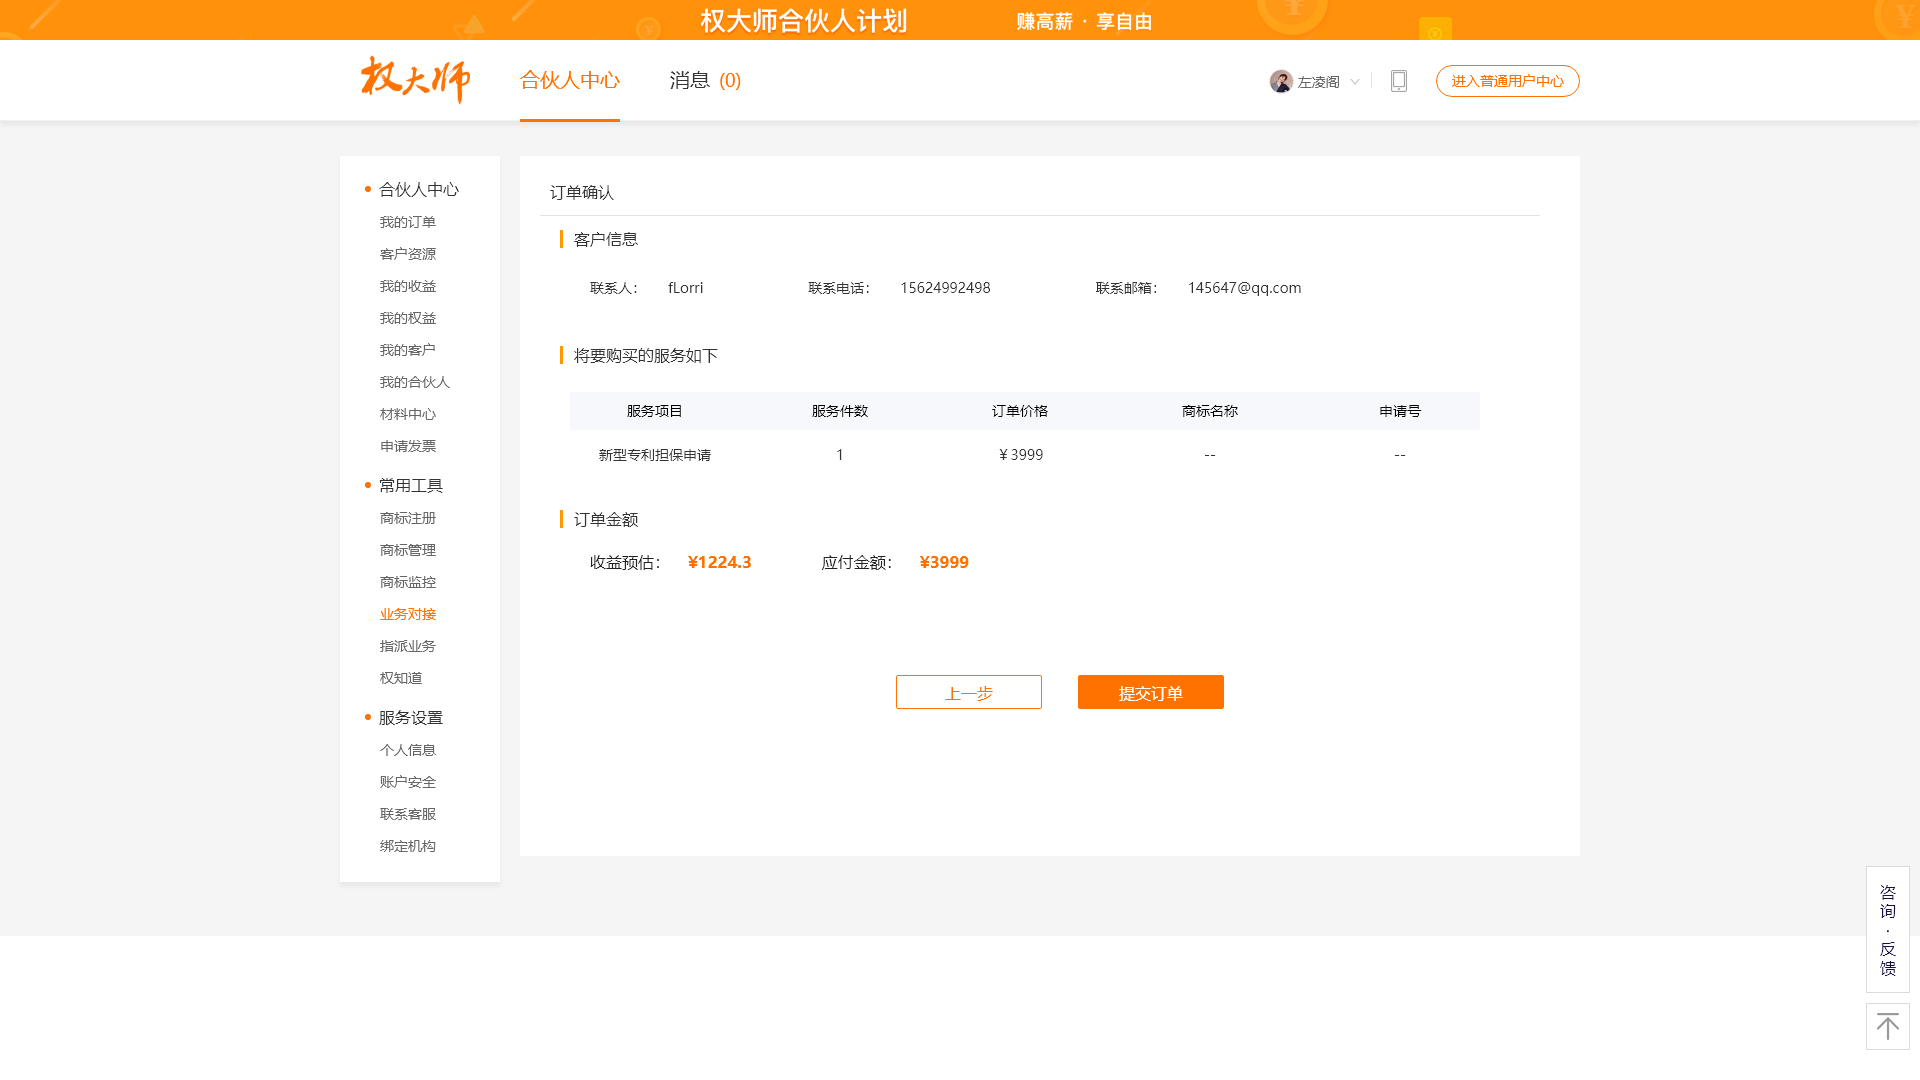 权大师合伙人计划 赚高薪 · 享自由
权大师 合伙人中心 消息 (0) 左凌阁 进入普通用户中心
合伙人中心
我的订单
客户资源
我的收益
我的权益
我的客户
我的合伙人
材料中心
申请发票
常用工具
商标注册
商标管理
商标监控
业务对接
指派业务
权知道
服务设置
个人信息
账户安全
联系客服
绑定机构
订单确认
客户信息
联系人： fLorri 联系电话： 15624992498 联系邮箱： 145647@qq.com
将要购买的服务如下
服务项目 服务件数 订单价格 商标名称 申请号
新型专利担保申请 1 ¥ 3999 -- --
订单金额
收益预估： ¥1224.3 应付金额： ¥3999
上一步 提交订单
咨
询
·
反
馈